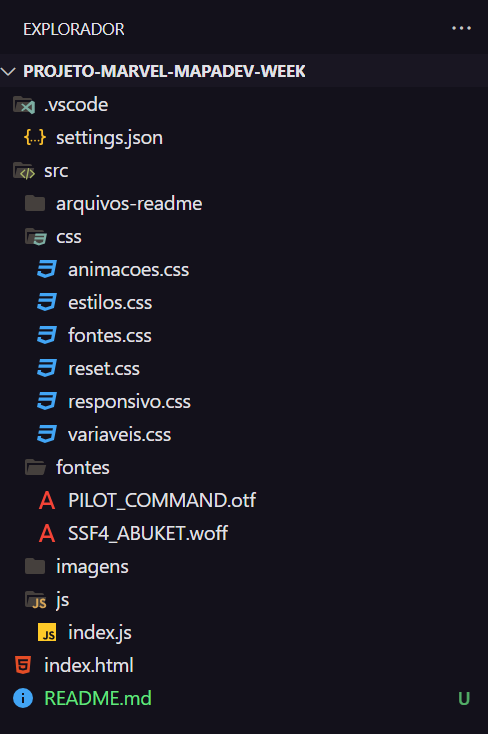 EXPLORADOR
PROJETO-MARVEL-MAPADEV-WEEK
.vscode
settings.json
src
arquivos-readme
css
animacoes.css
estilos.css
fontes.css
reset.css
responsivo.css
variaveis.css
fontes
PILOT_COMMAND.otf
SSF4_ABUKET.woff
imagens
js
index.js
index.html
README.md U